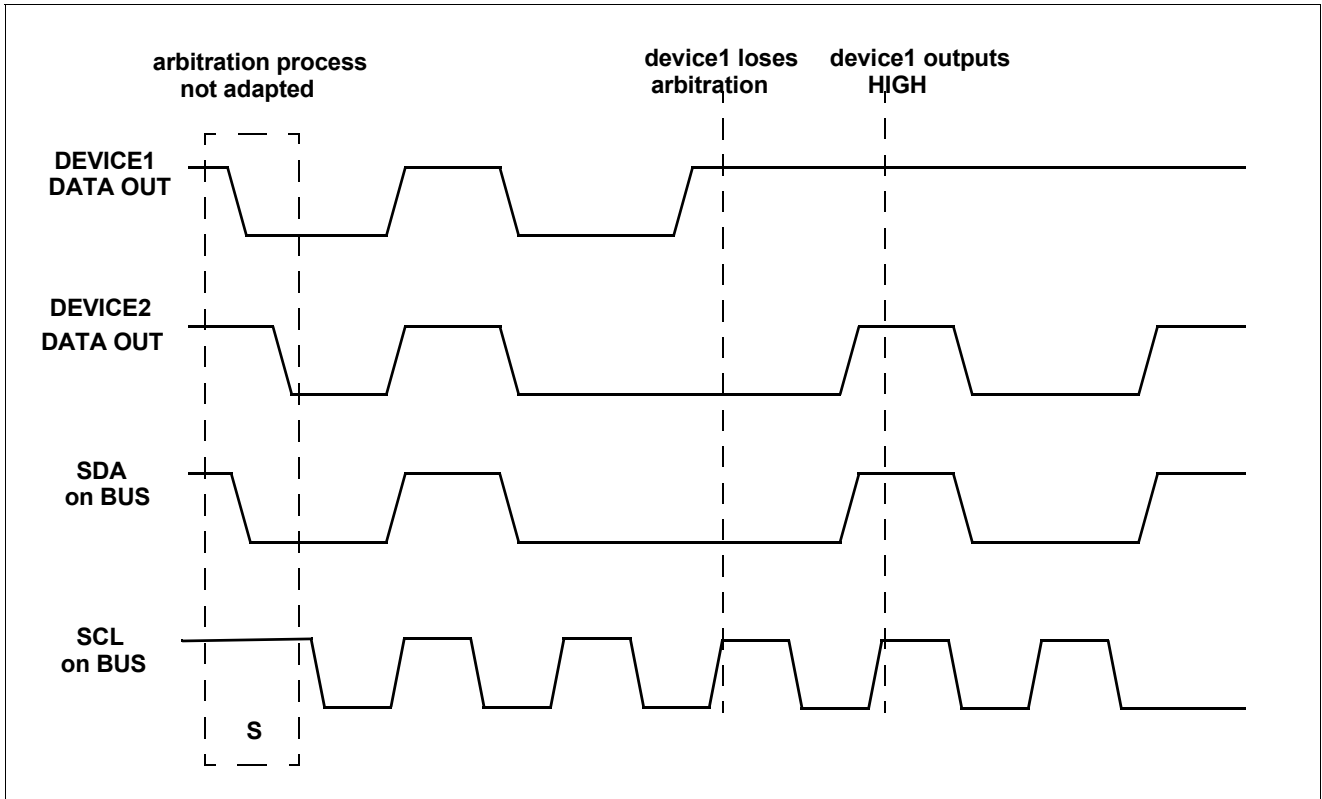 arbitration process
not adapted
device1 loses
arbitration
device1 outputs
HIGH
DEVICE1
DATA OUT
DEVICE2
DATA OUT
SDA
on BUS
SCL
on BUS
S